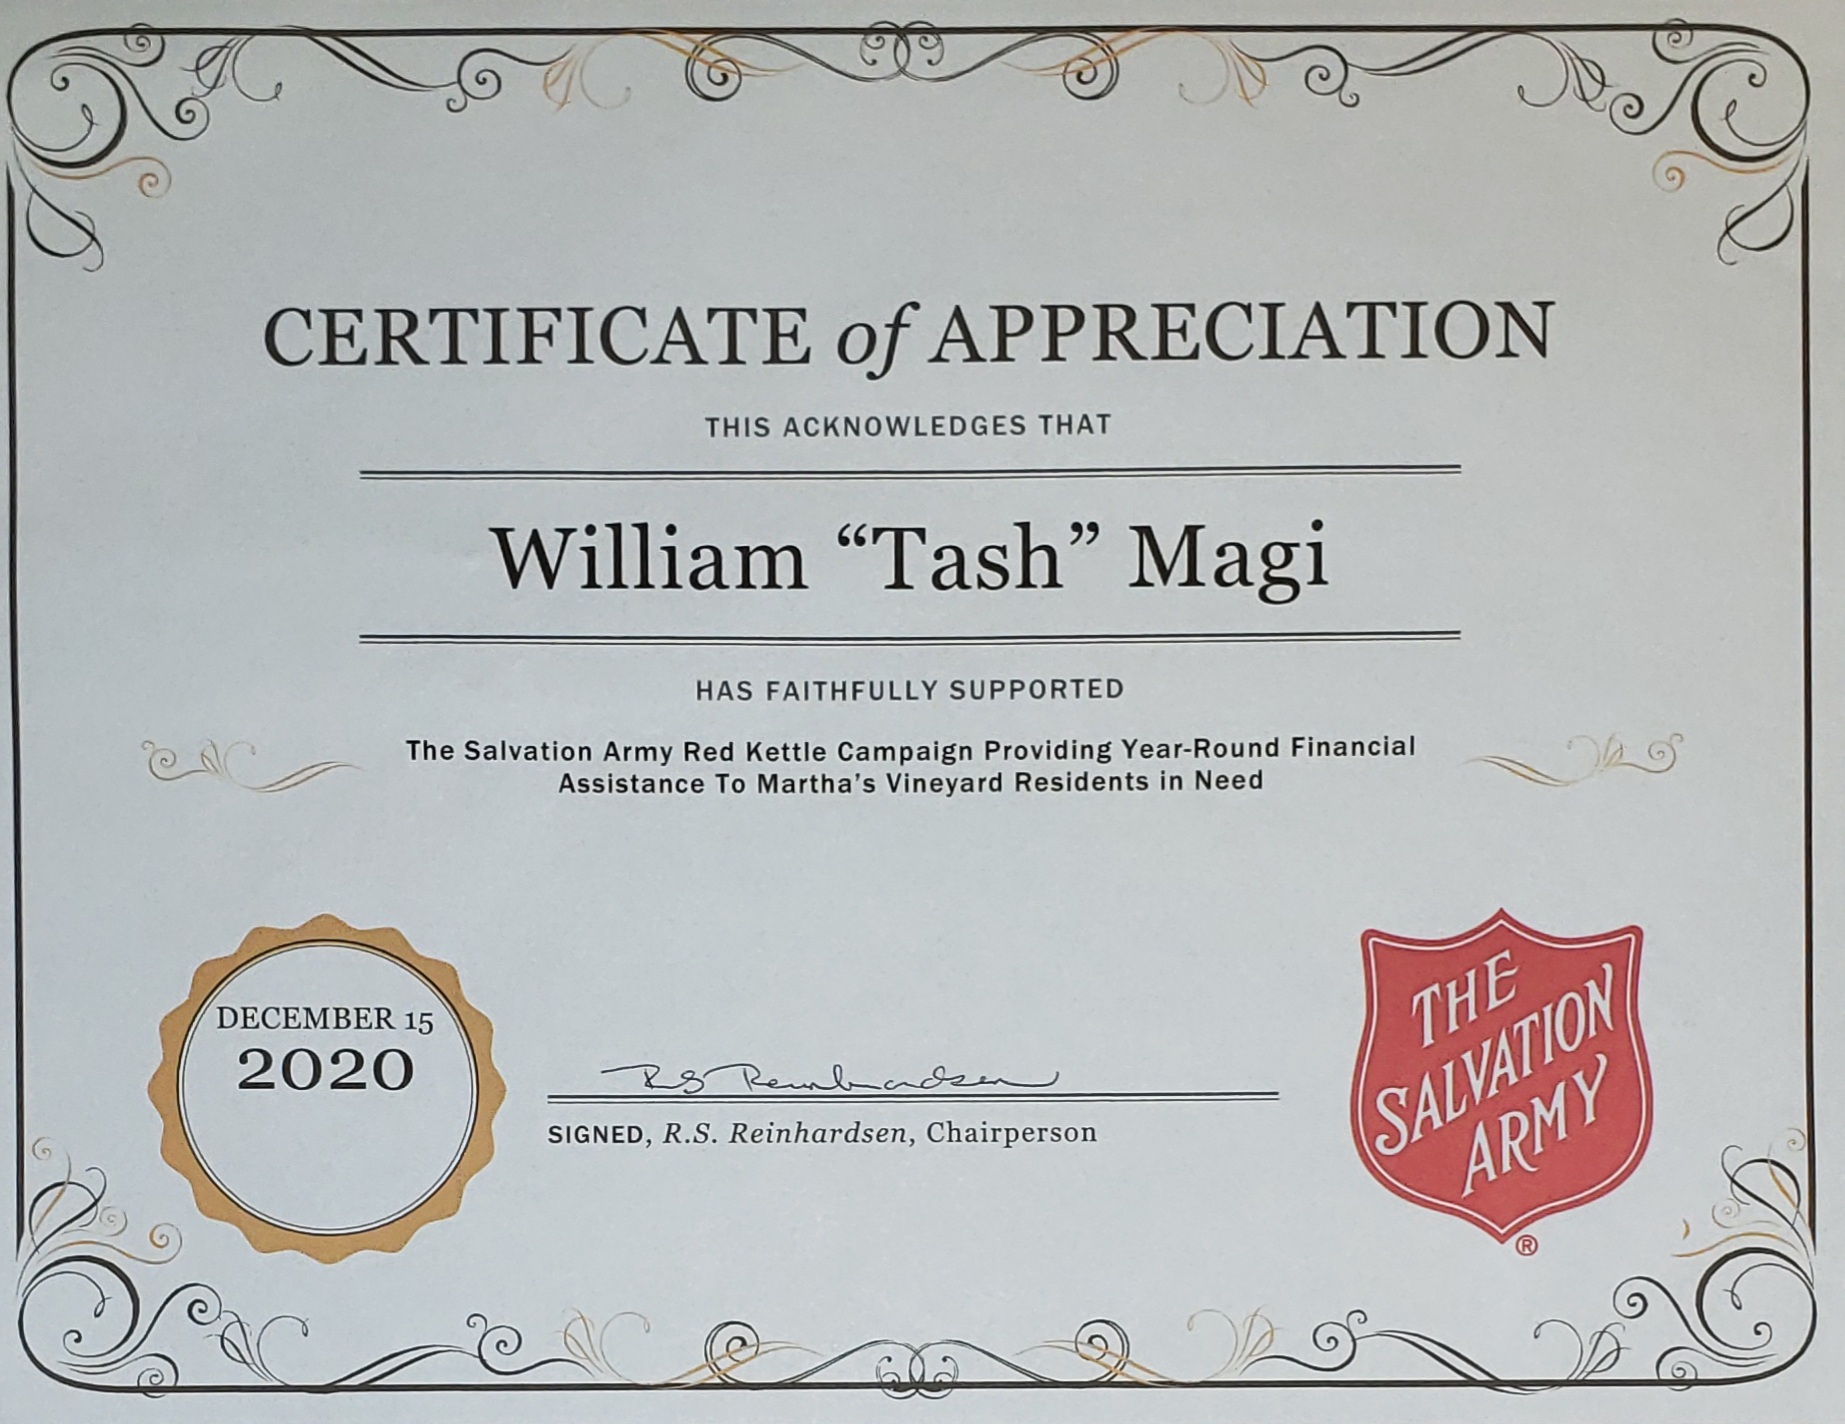 CERTIFICATE of APPRECIATION
THIS ACKNOWLEDGES THAT
William “Tash” Magi
HAS FAITHFULLY SUPPORTED
The Salvation Army Red Kettle Campaign Providing Year-Round Financial
Assistance To Martha's Vineyard Residents in Need
DECEMBER 15
2020
RS Reinhardsen
SIGNED, R.S. Reinhardsen, Chairperson
THE
SALVATION
ARMY
®